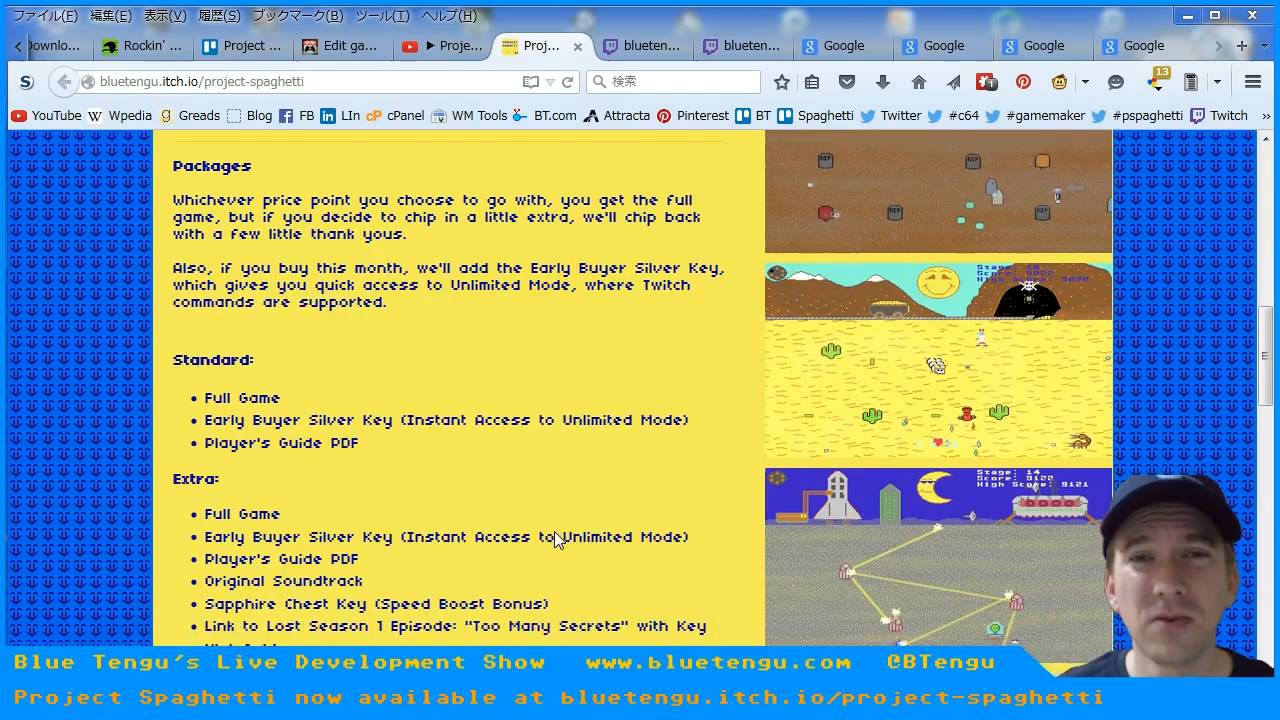 ファイル(F) 編集(E) 表示(V) 履歴(S) ブックマーク(B) ツール(T) ヘルプ(H)
Downlo... Rockin' ... Project ... Edit ga... ▶ Proje... Proj... blueten... blueten... Google Google Google Google
bluetengu.itch.io/project-spaghetti 検索 1 13
YouTube Wpedia Greads Blog FB LIn cPanel WM Tools BT.com Attracta Pinterest BT Spaghetti Twitter #c64 #gamemaker #pspaghetti Twitch »
Packages
Whichever price point you choose to go with, you get the full
game, but if you decide to chip in a little extra, we'll chip back
with a few little thank yous.
Also, if you buy this month, we'll add the Early Buyer Silver Key,
which gives you quick access to Unlimited Mode, where Twitch
commands are supported.
Standard:
• Full Game
• Early Buyer Silver Key (Instant Access to Unlimited Mode)
• Player's Guide PDF
Extra:
• Full Game
• Early Buyer Silver Key (Instant Access to Unlimited Mode)
• Player's Guide PDF
• Original Soundtrack
• Sapphire Chest Key (Speed Boost Bonus)
• Link to Lost Season 1 Episode: "Too Many Secrets" with Key
RIP RIP
RIP RIP
Stage: 14
Score: 9122
High Score: 9121
Blue Tengu's Live Development Show www.bluetengu.com @BTengu
Project Spaghetti now available at bluetengu.itch.io/project-spaghetti